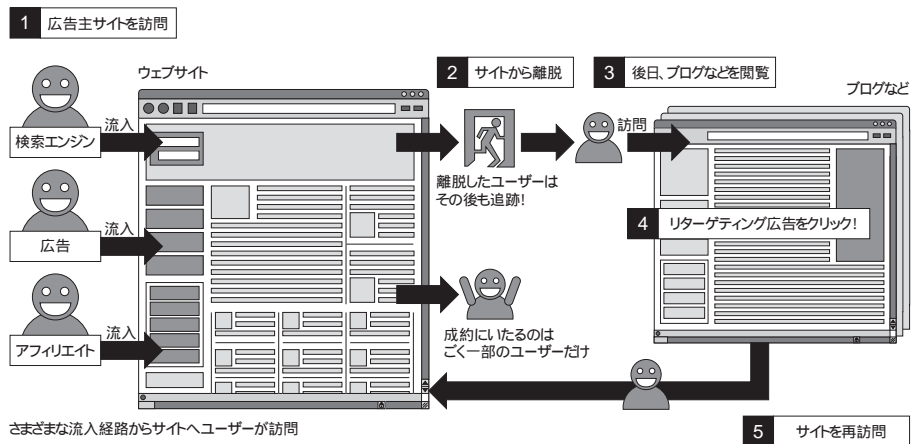 1 広告主サイトを訪問
ウェブサイト
検索エンジン
流入
広告
流入
アフィリエイト
流入
さまざまな流入経路からサイトへユーザーが訪問
2 サイトから離脱
離脱したユーザーは
その後も追跡!
成約にいたるのは
ごく一部のユーザーだけ
3 後日、ブログなどを閲覧
訪問
ブログなど
4 リターゲティング広告をクリック!
5 サイトを再訪問